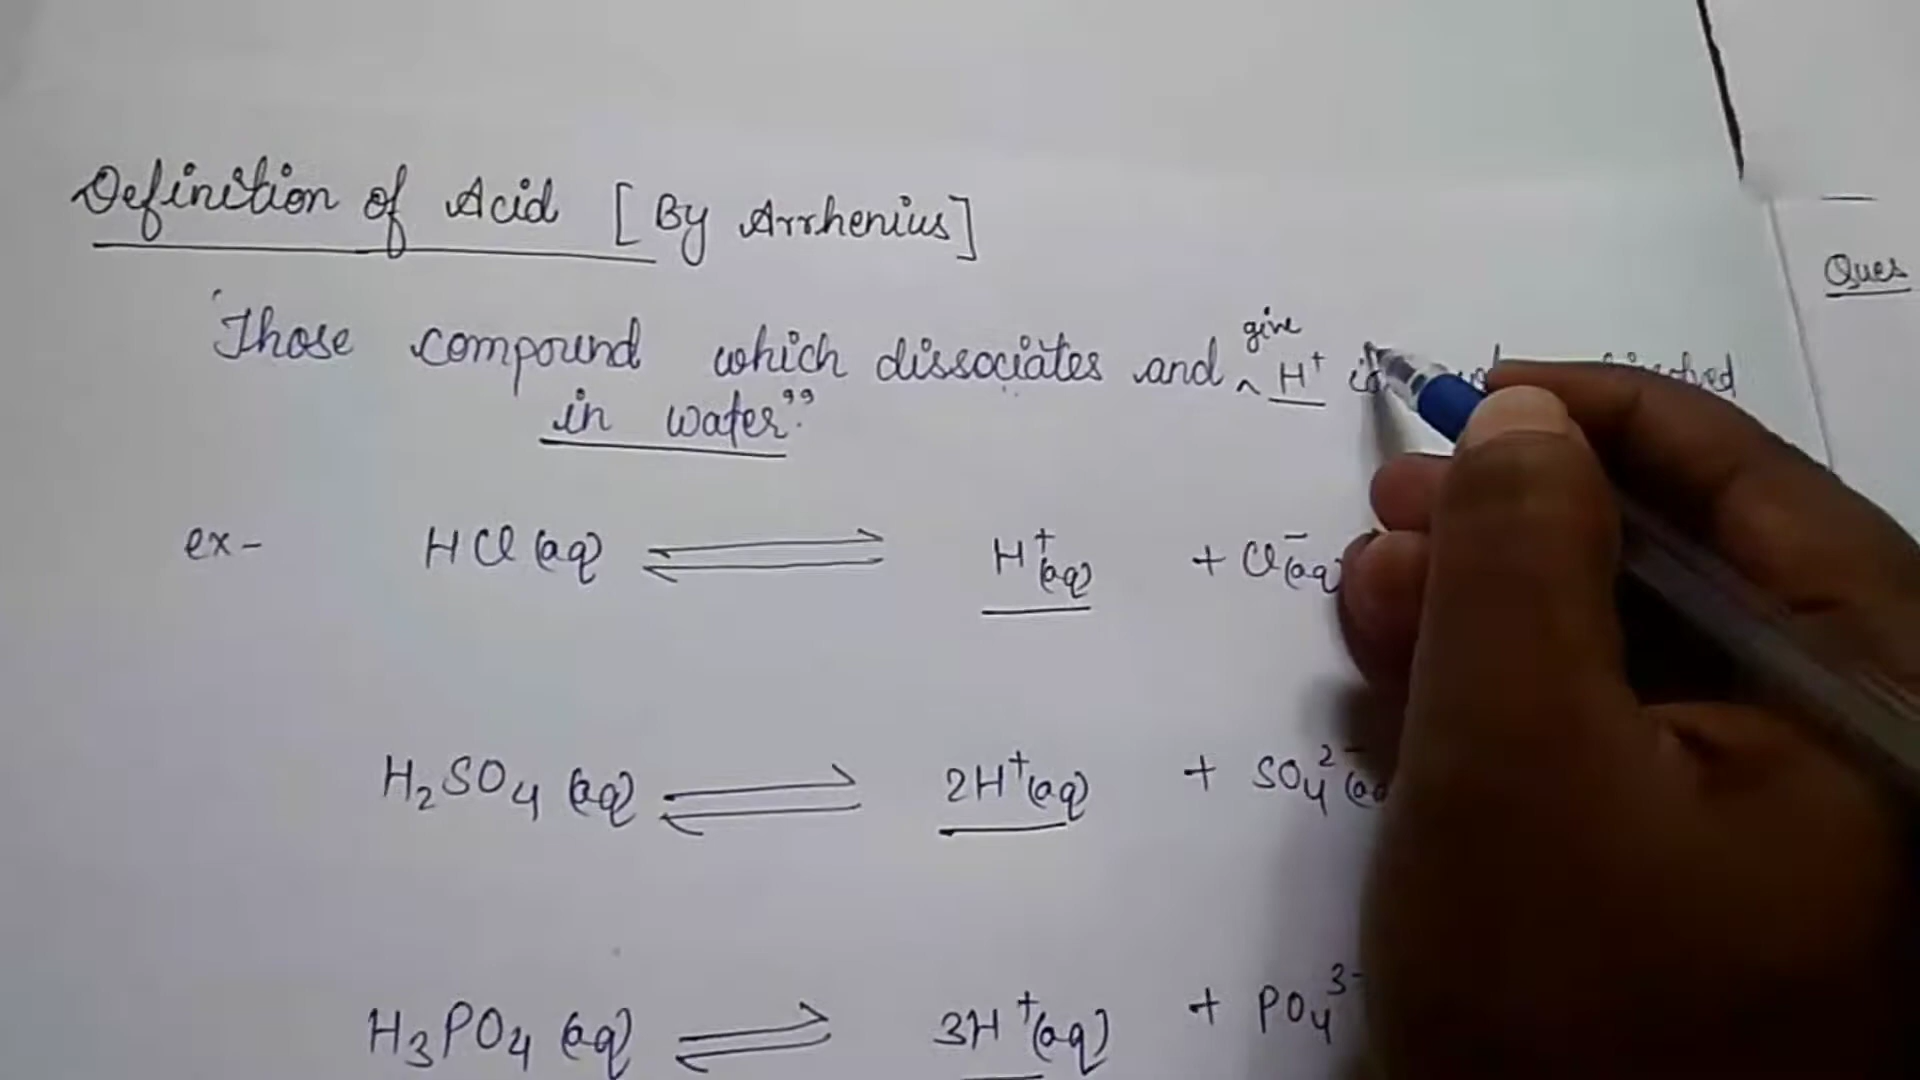 Definition of Acid [By Arrhenius]
Ques
"Those compound which dissociates and ^ give H⁺
in water".
ex- HCl (aq) ⇌ H⁺(aq) + Cl⁻(aq
H₂SO₄ (aq) ⇌ 2H⁺(aq) + SO₄²⁻
H₃PO₄ (aq) ⇌ 3H⁺(aq) + PO₄³⁻